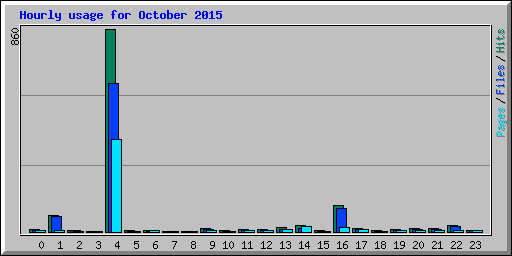 Hourly usage for October 2015
860
Pages/Files/Hits
0 1 2 3 4 5 6 7 8 9 10 11 12 13 14 15 16 17 18 19 20 21 22 23